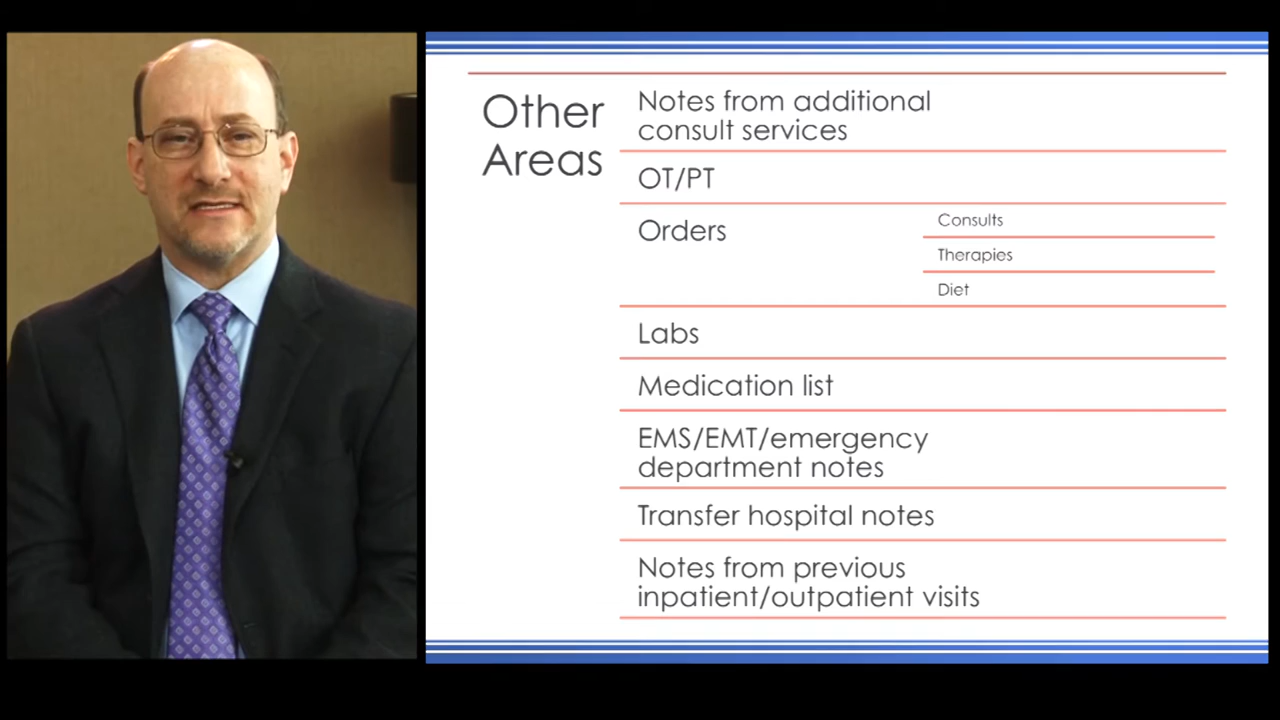 Other
Areas
Notes from additional
consult services
OT/PT
Orders
Consults
Therapies
Diet
Labs
Medication list
EMS/EMT/emergency
department notes
Transfer hospital notes
Notes from previous
inpatient/outpatient visits